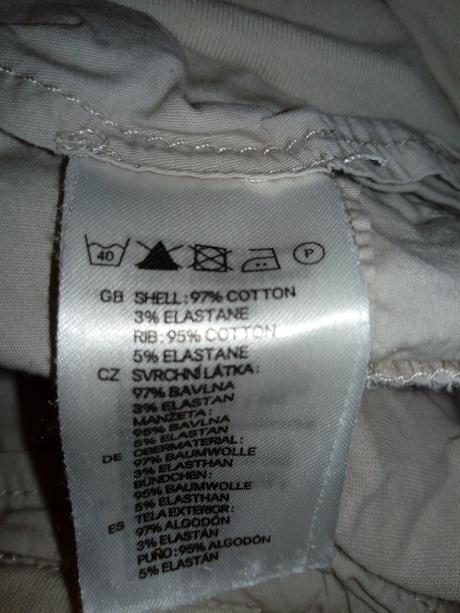 40 P
GB SHELL:97% COTTON
3% ELASTANE
RIB:95% COTTON
5% ELASTANE
CZ SVRCHNÍ LÁTKA:
97% BAVLNA
3% ELASTAN
MANŽETA:
95% BAVLNA
5% ELASTAN
DE OBERMATERIAL:
97% BAUMWOLLE
3% ELASTHAN
BÜNDCHEN:
95% BAUMWOLLE
5% ELASTHAN
ES TELA EXTERIOR:
97% ALGODÓN
3% ELASTÁN
PUÑO:95% ALGODÓN
5% ELASTÁN